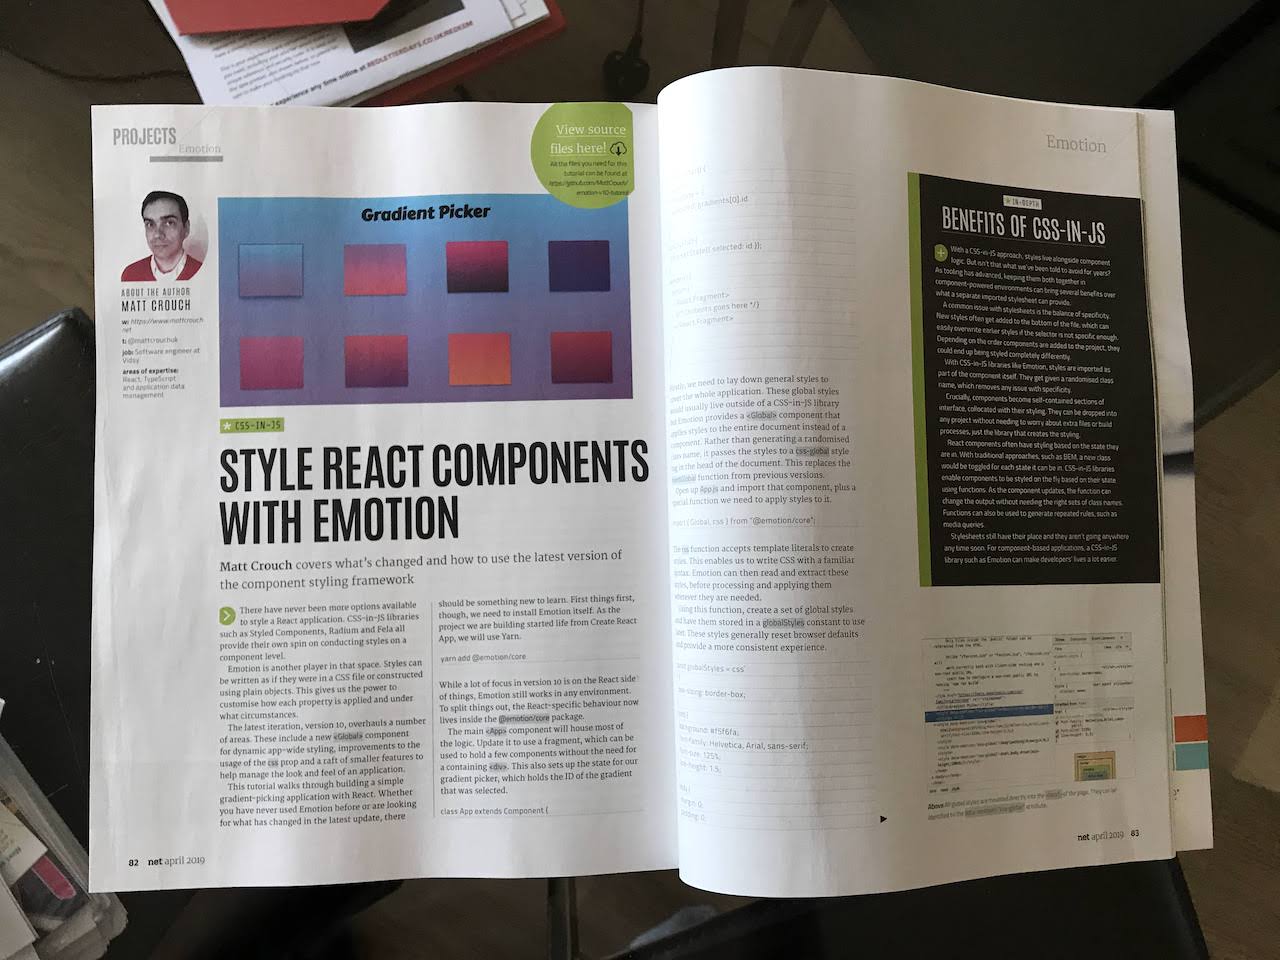 REDLETTERDAYS.CO.UK/REDEEM
experience any time online at
PROJECTS
Emotion
View source
files here!
All the files you need for this
tutorial can be found at
https://github.com/MattCrouch/
emotion-v10-tutorial
Gradient Picker
ABOUT THE AUTHOR
MATT CROUCH
w: https://www.mattcrouch.
net
t: @mattcrouchuk
job: Software engineer at
Vidsy
areas of expertise:
React, TypeScript
and application data
management
CSS-IN-JS
STYLE REACT COMPONENTS
WITH EMOTION
Matt Crouch covers what's changed and how to use the latest version of
the component styling framework
There have never been more options available
to style a React application. CSS-in-JS libraries
such as Styled Components, Radium and Fela all
provide their own spin on conducting styles on a
component level.
Emotion is another player in that space. Styles can
be written as if they were in a CSS file or constructed
using plain objects. This gives us the power to
customise how each property is applied and under
what circumstances.
The latest iteration, version 10, overhauls a number
of areas. These include a new <Global> component
for dynamic app-wide styling, improvements to the
usage of the css prop and a raft of smaller features to
help manage the look and feel of an application.
This tutorial walks through building a simple
gradient-picking application with React. Whether
you have never used Emotion before or are looking
for what has changed in the latest update, there
should be something new to learn. First things first,
though, we need to install Emotion itself. As the
project we are building started life from Create React
App, we will use Yarn.
yarn add @emotion/core
While a lot of focus in version 10 is on the React side
of things, Emotion still works in any environment.
To split things out, the React-specific behaviour now
lives inside the @emotion/core package.
The main <App> component will house most of
the logic. Update it to use a fragment, which can be
used to hold a few components without the need for
a containing <div>. This also sets up the state for our
gradient picker, which holds the ID of the gradient
that was selected.
class App extends Component {
82 net april 2019
Emotion
gradients[0].id
selected: id });
React.Fragment>
goes here */}
React.Fragment>
we need to lay down general styles to
the whole application. These global styles
would usually live outside of a CSS-in-JS library
but Emotion provides a <Global> component that
applies styles to the entire document instead of a
component. Rather than generating a randomised
class name, it passes the styles to a css-global style
tag in the head of the document. This replaces the
function from previous versions.
Open up App.js and import that component, plus a
special function we need to apply styles to it.
import { Global, css } from "@emotion/core";
The css function accepts template literals to create
styles. This enables us to write CSS with a familiar
syntax. Emotion can then read and extract these
styles, before processing and applying them
wherever they are needed.
Using this function, create a set of global styles
and have them stored in a globalStyles constant to use
later. These styles generally reset browser defaults
and provide a more consistent experience.
const globalStyles = css`
box-sizing: border-box;
background: #f5f6fa;
font-family: Helvetica, Arial, sans-serif;
font-size: 125%;
line-height: 1.5;
body {
margin: 0;
padding: 0;
IN-DEPTH
BENEFITS OF CSS-IN-JS
With a CSS-in-JS approach, styles live alongside component
logic. But isn't that what we've been told to avoid for years?
As tooling has advanced, keeping them both together in
component-powered environments can bring several benefits over
what a separate imported stylesheet can provide.
A common issue with stylesheets is the balance of specificity.
New styles often get added to the bottom of the file, which can
easily overwrite earlier styles if the selector is not specific enough.
Depending on the order components are added to the project, they
could end up being styled completely differently.
With CSS-in-JS libraries like Emotion, styles are imported as
part of the component itself. They get given a randomised class
name, which removes any issue with specificity.
Crucially, components become self-contained sections of
interface, collocated with their styling. They can be dropped into
any project without needing to worry about extra files or build
processes, just the library that creates the styling.
React components often have styling based on the state they
are in. With traditional approaches, such as BEM, a new class
would be toggled for each state it can be in. CSS-in-JS libraries
enable components to be styled on the fly based on their state
using functions. As the component updates, the function can
change the output without needing the right sets of class names.
Functions can also be used to generate repeated rules, such as
media queries.
Stylesheets still have their place and they aren't going anywhere
any time soon. For component-based applications, a CSS-in-JS
library such as Emotion can make developers' lives a lot easier.
Above All global styles are mounted directly into the <head> of the page. They can be
identified by the
net april 2019 83